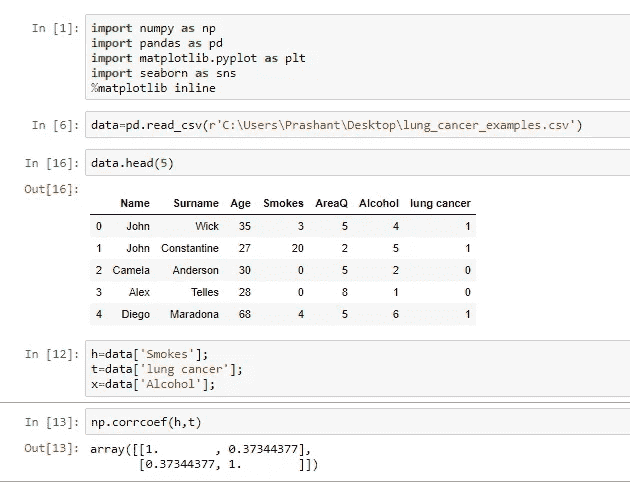 In [1]: import numpy as np
import pandas as pd
import matplotlib.pyplot as plt
import seaborn as sns
%matplotlib inline
In [6]: data=pd.read_csv(r'C:\Users\Prashant\Desktop\lung_cancer_examples.csv')
In [16]: data.head(5)
Out[16]:
Name Surname Age Smokes AreaQ Alcohol lung cancer
0 John Wick 35 3 5 4 1
1 John Constantine 27 20 2 5 1
2 Camela Anderson 30 0 5 2 0
3 Alex Telles 28 0 8 1 0
4 Diego Maradona 68 4 5 6 1
In [12]: h=data['Smokes'];
t=data['lung cancer'];
x=data['Alcohol'];
In [13]: np.corrcoef(h,t)
Out[13]: array([[1. , 0.37344377],
[0.37344377, 1. ]])